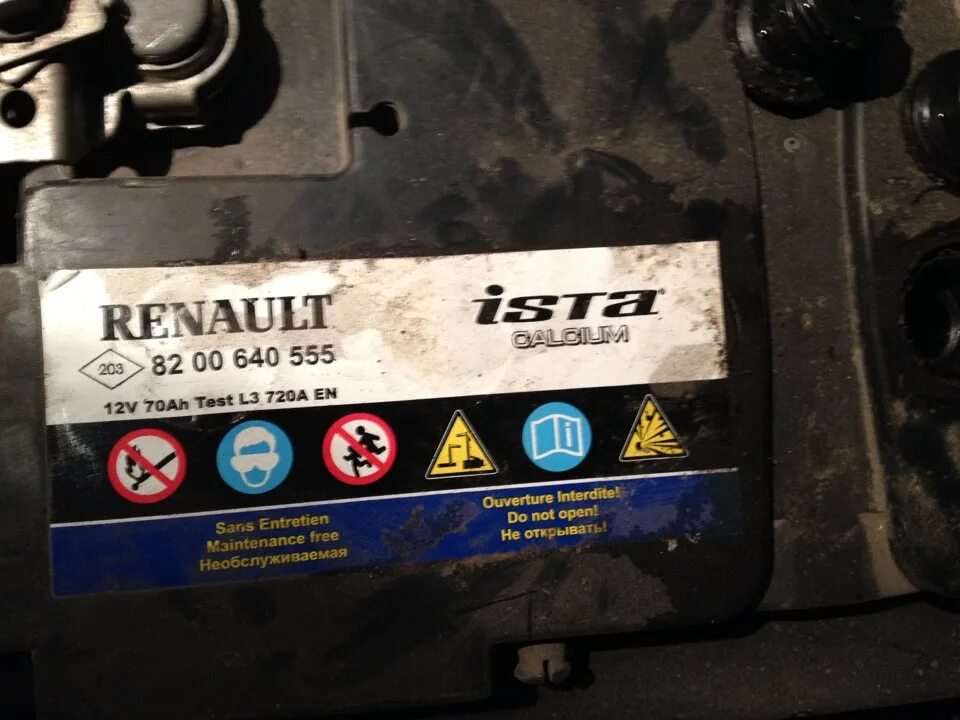 RENAULT
203 82 00 640 555
12V 70Ah Test L3 720A EN
ista
CALCIUM
Sans Entretien
Maintenance free
Необслуживаемая
Ouverture Interdite!
Do not open!
Не открывать!